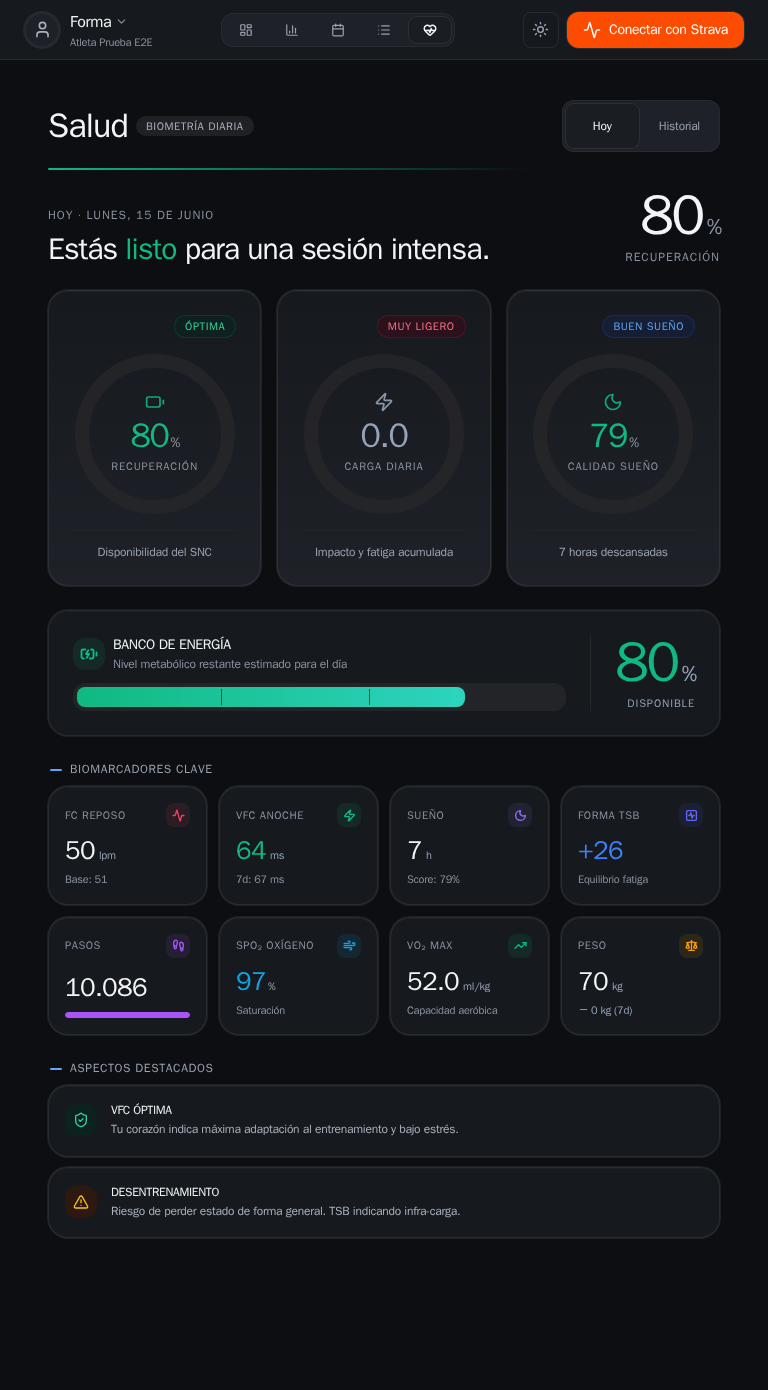 Forma
Atleta Prueba E2E
Conectar con Strava
Salud
BIOMETRÍA DIARIA
Hoy
Historial
HOY · LUNES, 15 DE JUNIO
Estás listo para una sesión intensa.
80%
RECUPERACIÓN
ÓPTIMA
80%
RECUPERACIÓN
Disponibilidad del SNC
MUY LIGERO
0.0
CARGA DIARIA
Impacto y fatiga acumulada
BUEN SUEÑO
79%
CALIDAD SUEÑO
7 horas descansadas
BANCO DE ENERGÍA
Nivel metabólico restante estimado para el día
80%
DISPONIBLE
BIOMARCADORES CLAVE
FC REPOSO
50 lpm
Base: 51
VFC ANOCHE
64 ms
7d: 67 ms
SUEÑO
7 h
Score: 79%
FORMA TSB
+26
Equilibrio fatiga
PASOS
10.086
SPO₂ OXÍGENO
97 %
Saturación
VO₂ MAX
52.0 ml/kg
Capacidad aeróbica
PESO
70 kg
— 0 kg (7d)
ASPECTOS DESTACADOS
VFC ÓPTIMA
Tu corazón indica máxima adaptación al entrenamiento y bajo estrés.
DESENTRENAMIENTO
Riesgo de perder estado de forma general. TSB indicando infra-carga.